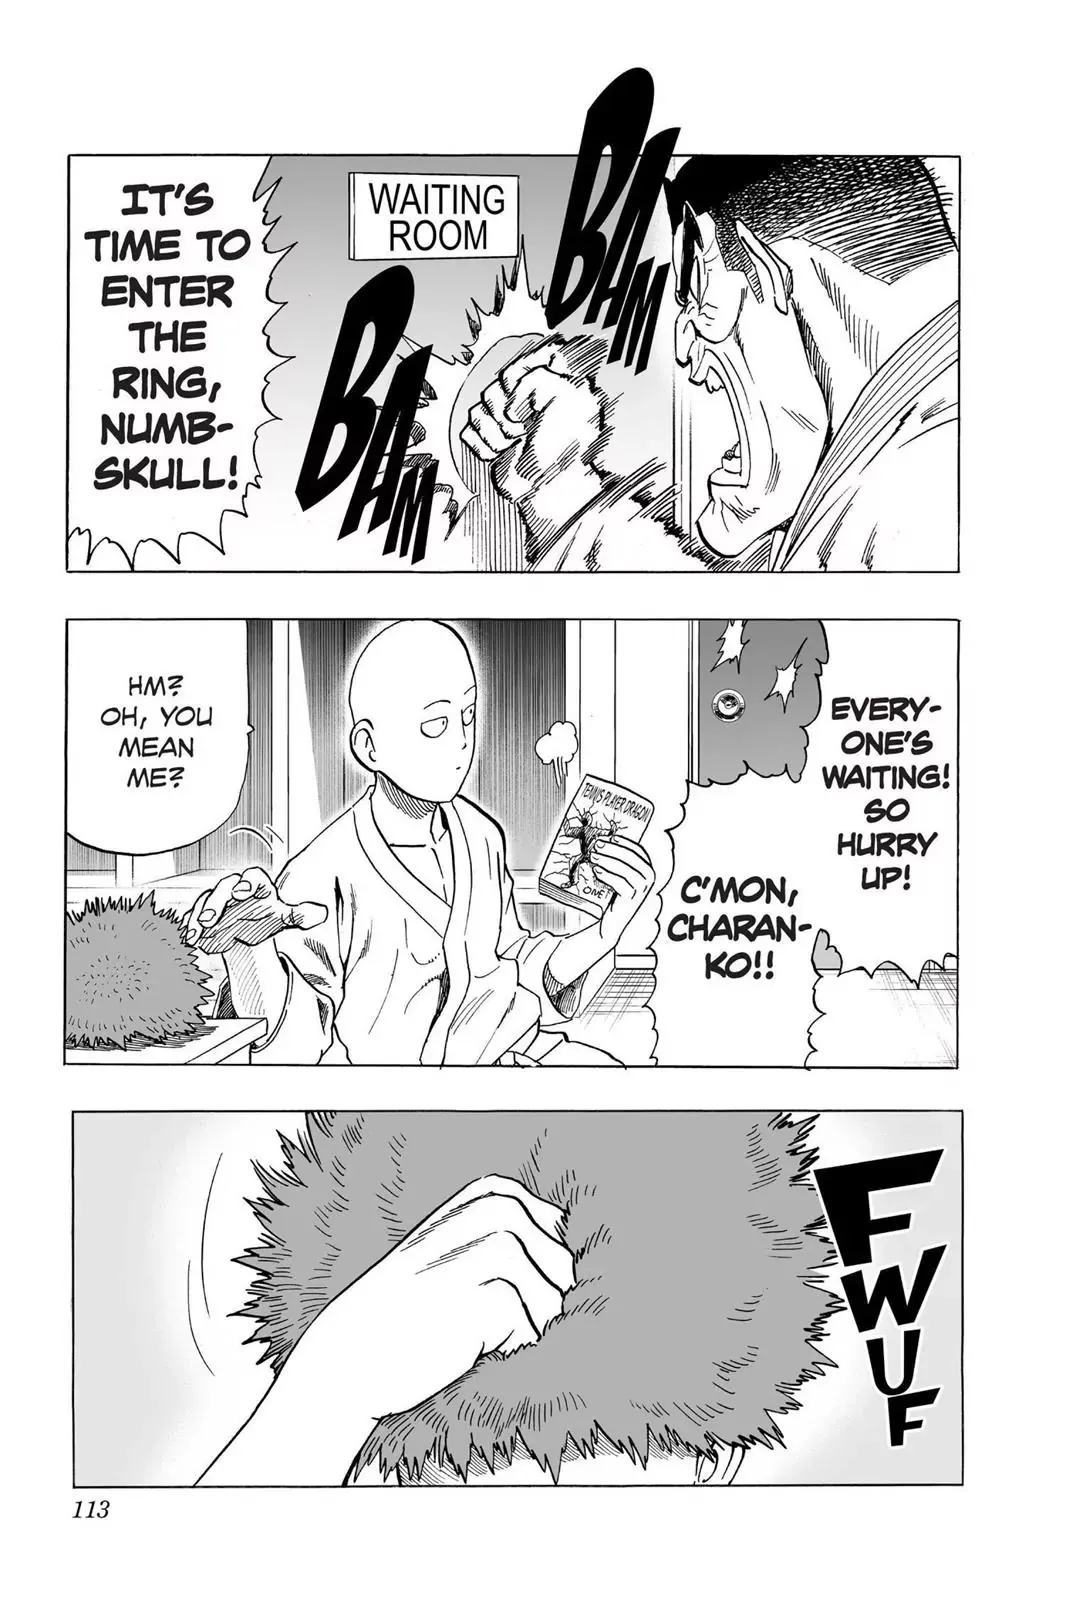 WAITING
ROOM
BAM
BAM
IT'S
TIME TO
ENTER
THE
RING,
NUMB-
SKULL!
EVERY-
ONE'S
WAITING!
SO
HURRY
UP!
C'MON,
CHARAN-
KO!!
TENNIS PLAYER DRAGON
ONE
HM?
OH, YOU
MEAN
ME?
FWUF
113